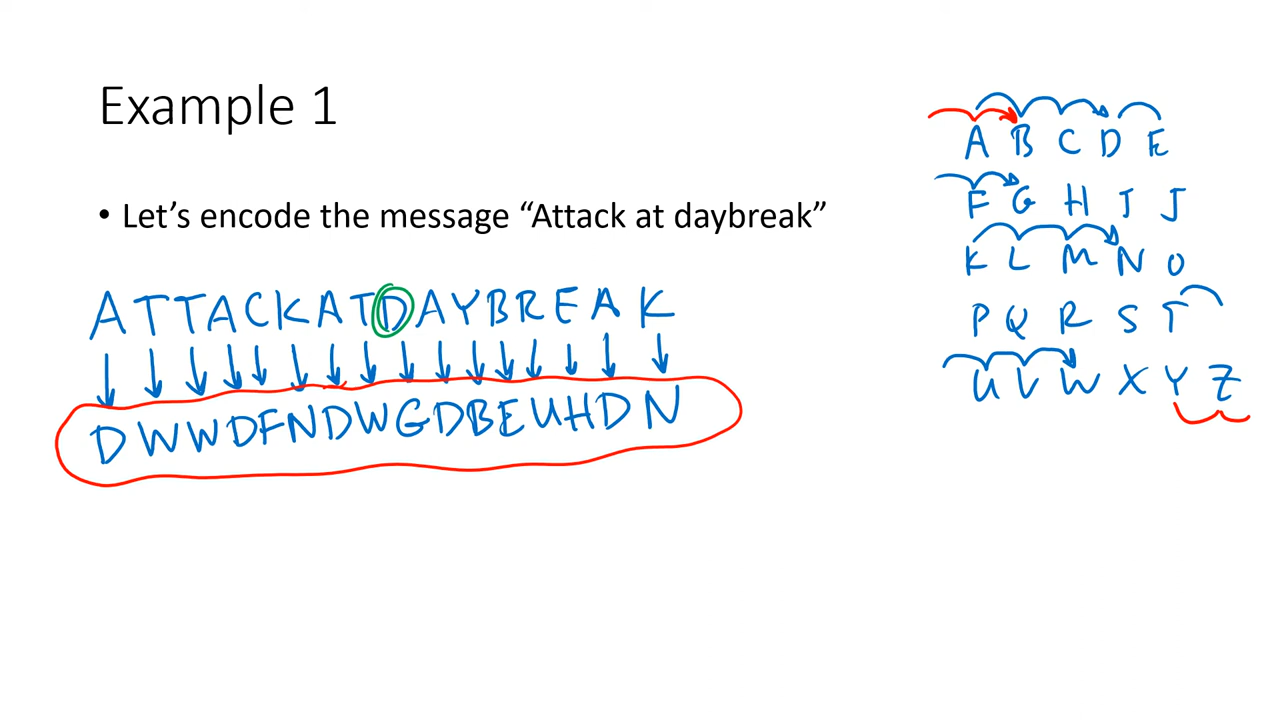 Example 1
• Let’s encode the message “Attack at daybreak”
ATTACKATDAYBREAK
DWWDFNDWGDBEUHDN
A B C D E
F G H I J
K L M N O
P Q R S T
U V W X Y Z